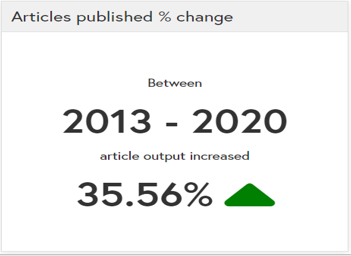 Articles published % change
Between
2013 - 2020
article output increased
35.56%